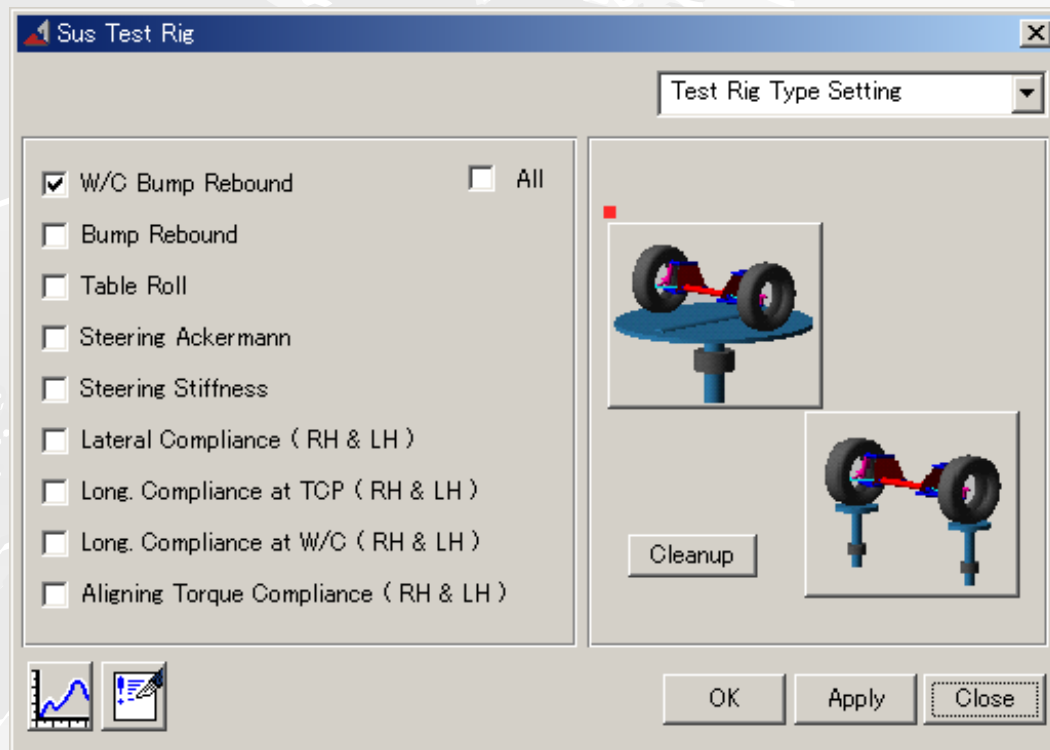 Sus Test Rig
Test Rig Type Setting
W/C Bump Rebound
All
Bump Rebound
Table Roll
Steering Ackermann
Steering Stiffness
Lateral Compliance ( RH & LH )
Long. Compliance at TCP ( RH & LH )
Long. Compliance at W/C ( RH & LH )
Aligning Torque Compliance ( RH & LH )
Cleanup
OK
Apply
Close